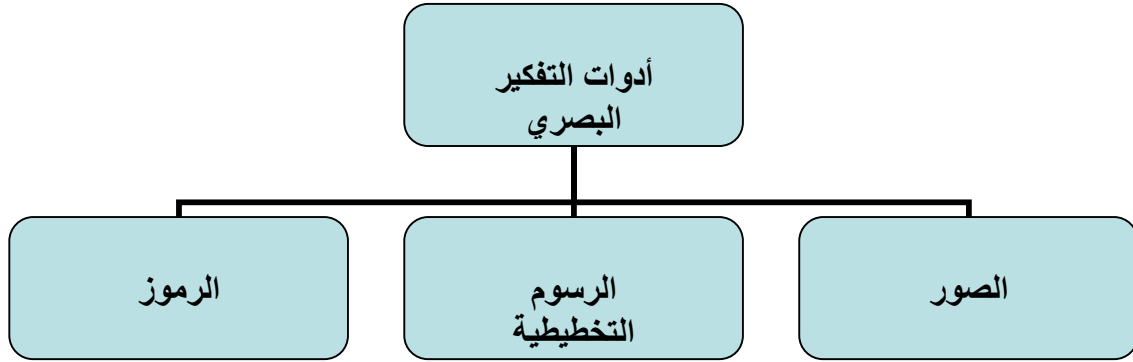 أدوات التفكير
البصري
الصور
الرسوم
التخطيطية
الرموز